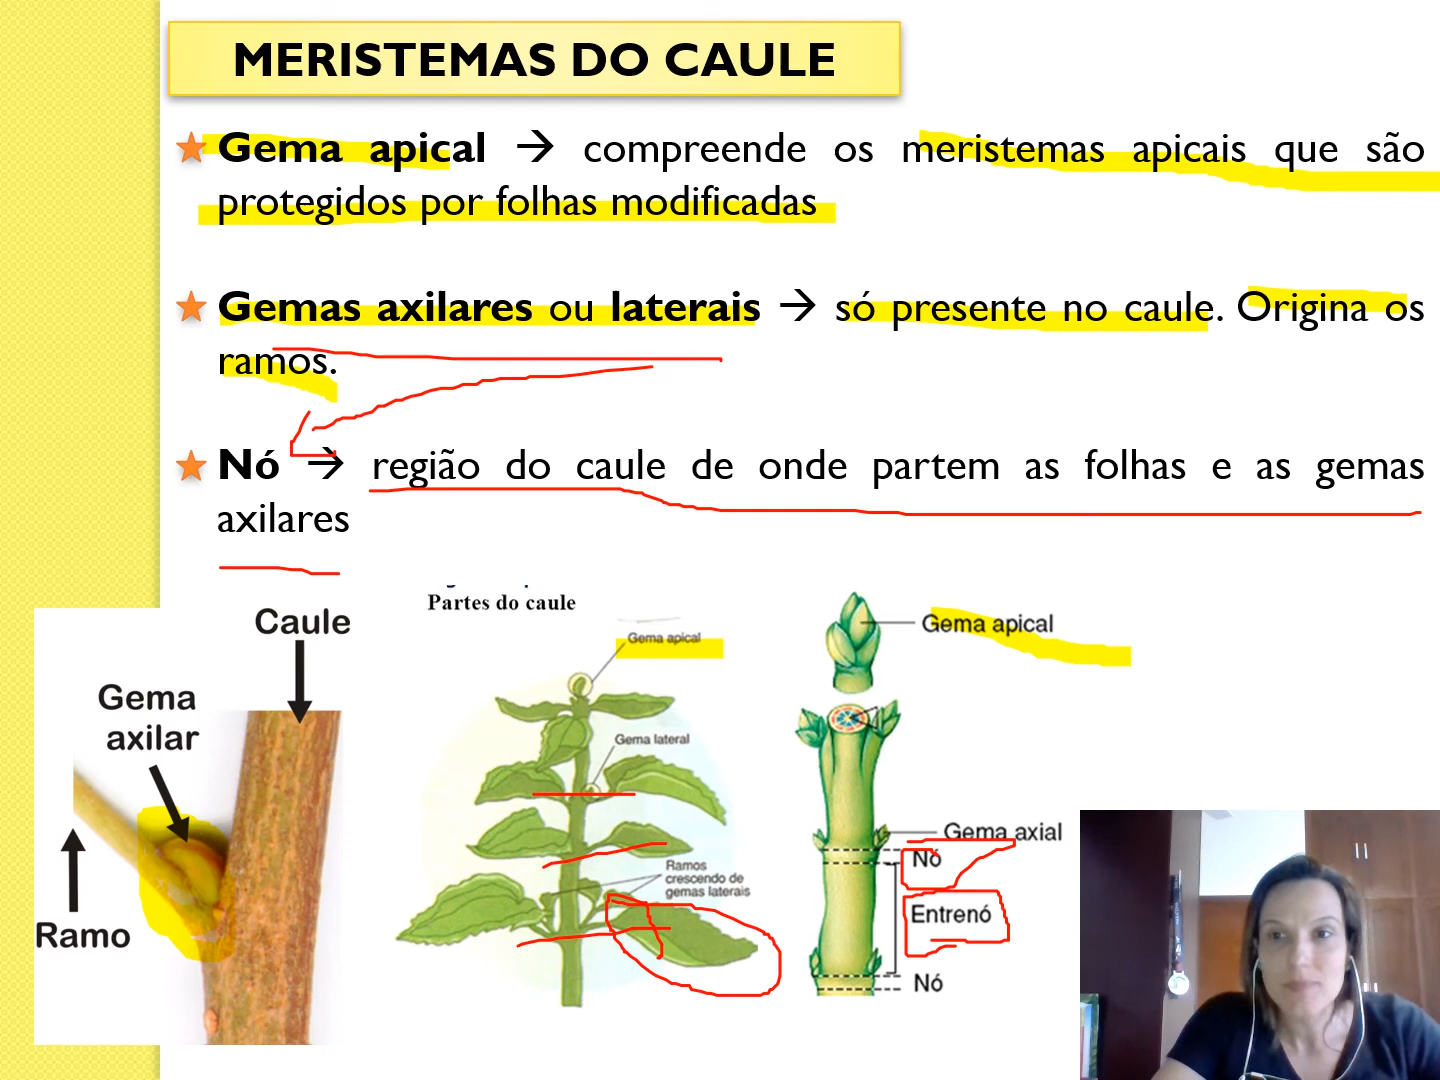 MERISTEMAS DO CAULE
Gema apical → compreende os meristemas apicais que são
protegidos por folhas modificadas
Gemas axilares ou laterais → só presente no caule. Origina os
ramos.
Nó → região do caule de onde partem as folhas e as gemas
axilares
Caule
Gema
axilar
Ramo
Partes do caule
Gema apical
Gema lateral
Ramos
crescendo de
gemas laterais
Gema apical
Gema axial
Nó
Entrenó
Nó